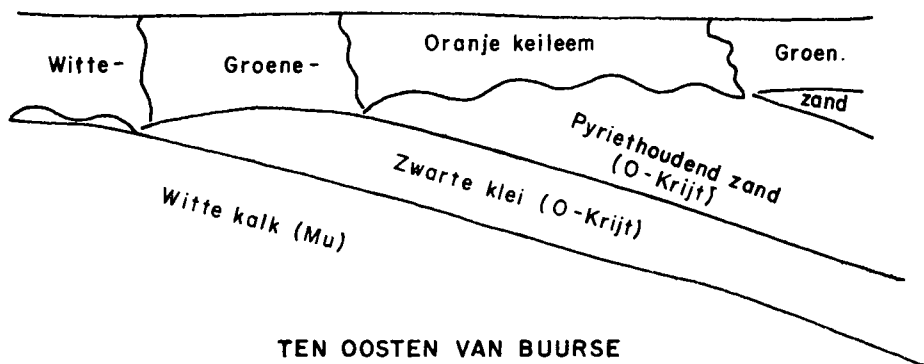 Witte-
Groene-
Oranje keileem
Groen.
zand
Pyriethoudend zand
(O-Krijt)
Zwarte klei (O-Krijt)
Witte kalk (Mu)
TEN OOSTEN VAN BUURSE